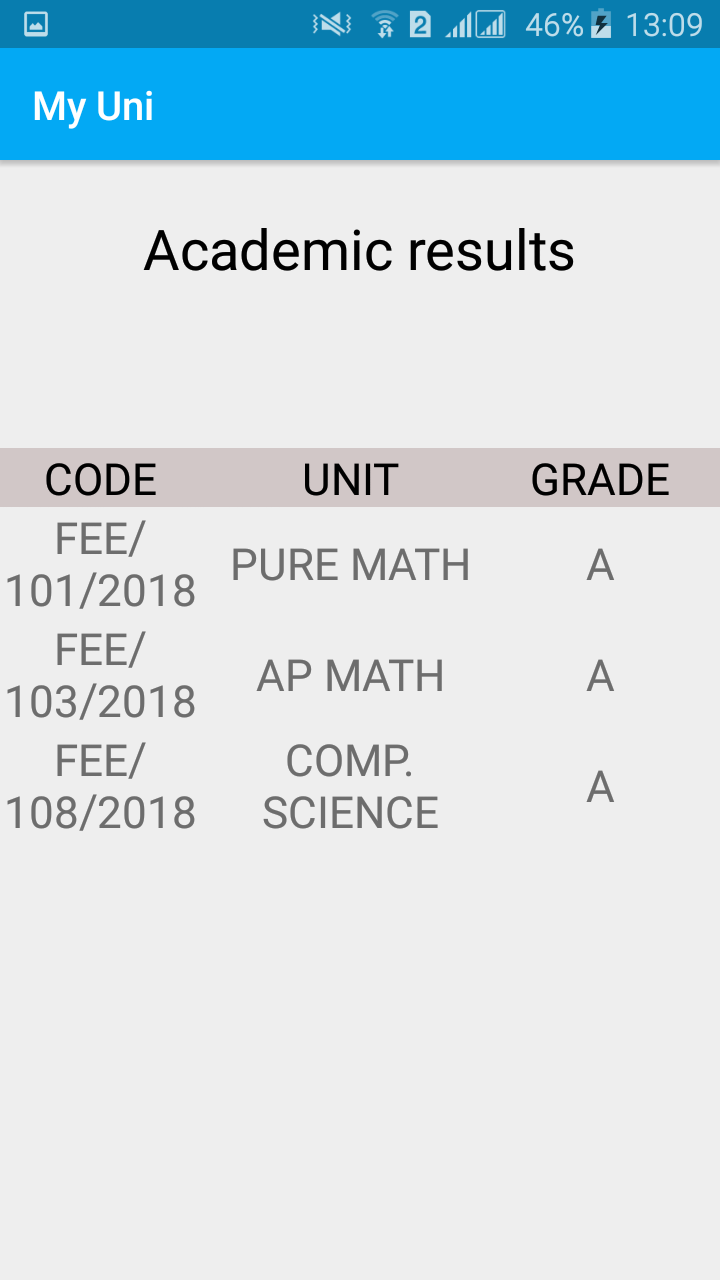 2 46% 13:09
My Uni
Academic results
CODE UNIT GRADE
FEE/
101/2018 PURE MATH A
FEE/
103/2018 AP MATH A
FEE/ COMP.
108/2018 SCIENCE A